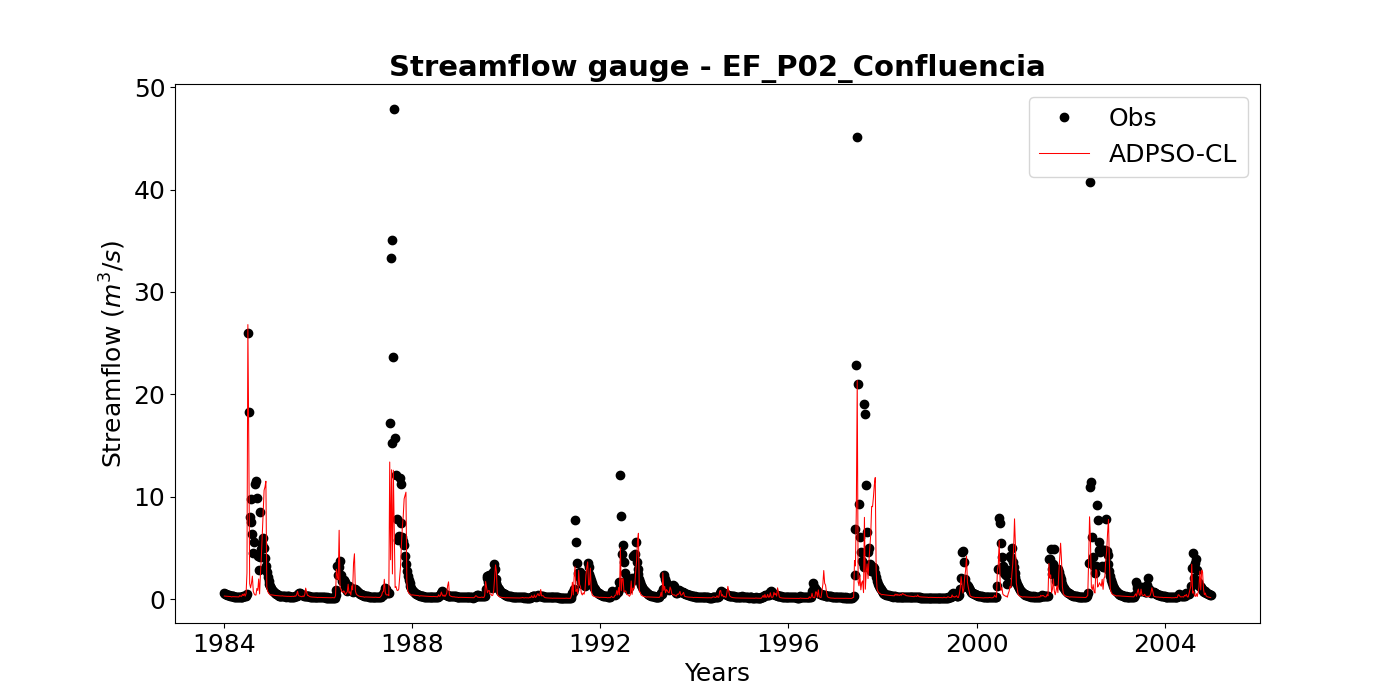 Streamflow gauge - EF_P02_Confluencia
Obs
ADPSO-CL
Streamflow ($m^3/s$)
50
40
30
20
10
0
1984 1988 1992 1996 2000 2004
Years